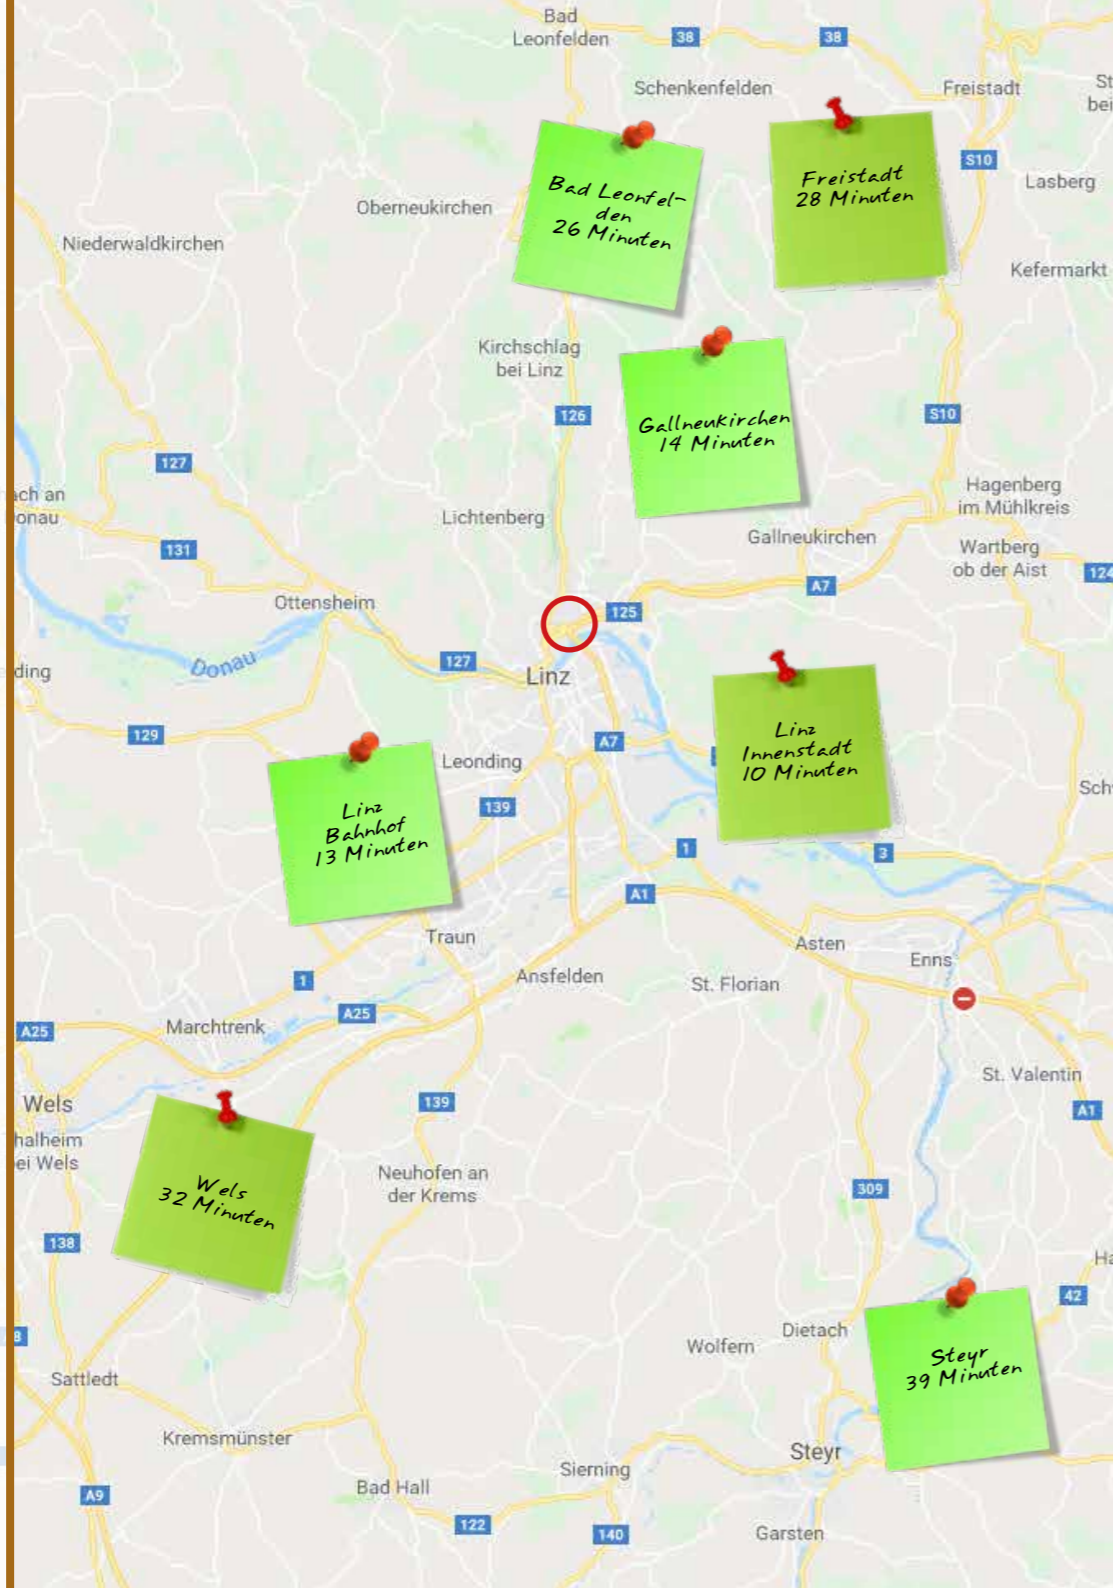 Bad
Leonfelden
38
38
Schenkenfelden
Freistadt
St
bei
S10
Bad Leonfel-
den
26 Minuten
Freistadt
28 Minuten
Lasberg
Oberneukirchen
Niederwaldkirchen
Kefermarkt
Kirchschlag
bei Linz
126
Gallneukirchen
14 Minuten
S10
127
ach an
onau
Hagenberg
im Mühlkreis
Lichtenberg
Gallneukirchen
131
Wartberg
ob der Aist
124
A7
Ottensheim
125
Donau
127
ding
Linz
129
A7
Leonding
Linz
Innenstadt
10 Minuten
Sch
139
Linz
Bahnhof
13 Minuten
1
3
A1
Traun
Asten
Enns
Ansfelden
St. Florian
1
A25
A25
Marchtrenk
St. Valentin
Wels
139
A1
halheim
ei Wels
Wels
32 Minuten
Neuhofen an
der Krems
309
138
Ha
42
8
Dietach
Wolfern
Steyr
39 Minuten
Sattledt
Kremsmünster
Steyr
Sierning
Bad Hall
A9
122
140
Garsten